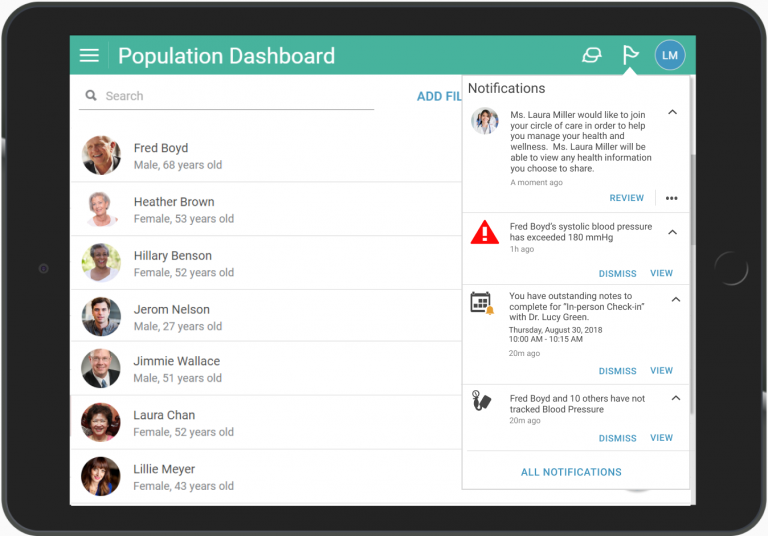 Population Dashboard
LM
Search
ADD FIL
Fred Boyd
Male, 68 years old
Heather Brown
Female, 53 years old
Hillary Benson
Female, 52 years old
Jerom Nelson
Male, 27 years old
Jimmie Wallace
Male, 51 years old
Laura Chan
Female, 52 years old
Lillie Meyer
Female, 43 years old
Notifications
Ms. Laura Miller would like to join
your circle of care in order to help
you manage your health and
wellness. Ms. Laura Miller will be
able to view any health information
you choose to share.
A moment ago
REVIEW
Fred Boyd's systolic blood pressure
has exceeded 180 mmHg
1h ago
DISMISS VIEW
You have outstanding notes to
complete for "In-person Check-in"
with Dr. Lucy Green.
Thursday, August 30, 2018
10:00 AM - 10:15 AM
20m ago
DISMISS VIEW
Fred Boyd and 10 others have not
tracked Blood Pressure
20m ago
DISMISS VIEW
ALL NOTIFICATIONS